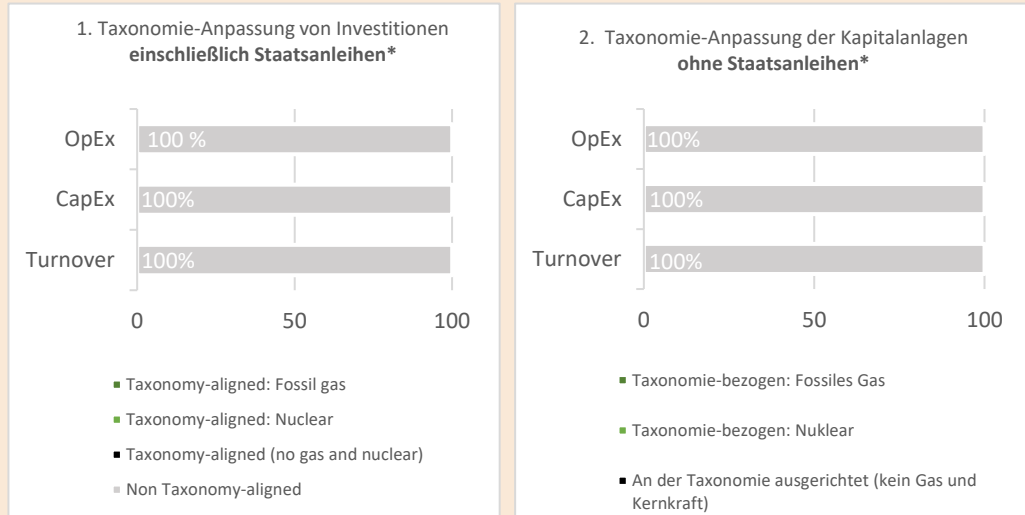 1. Taxonomie-Anpassung von Investitionen
einschließlich Staatsanleihen*
OpEx
100 %
CapEx
100%
Turnover
100%
0
50
100
Taxonomy-aligned: Fossil gas
Taxonomy-aligned: Nuclear
Taxonomy-aligned (no gas and nuclear)
Non Taxonomy-aligned
2. Taxonomie-Anpassung der Kapitalanlagen
ohne Staatsanleihen*
OpEx
100%
CapEx
100%
Turnover
100%
0
50
100
Taxonomie-bezogen: Fossiles Gas
Taxonomie-bezogen: Nuklear
An der Taxonomie ausgerichtet (kein Gas und
Kernkraft)